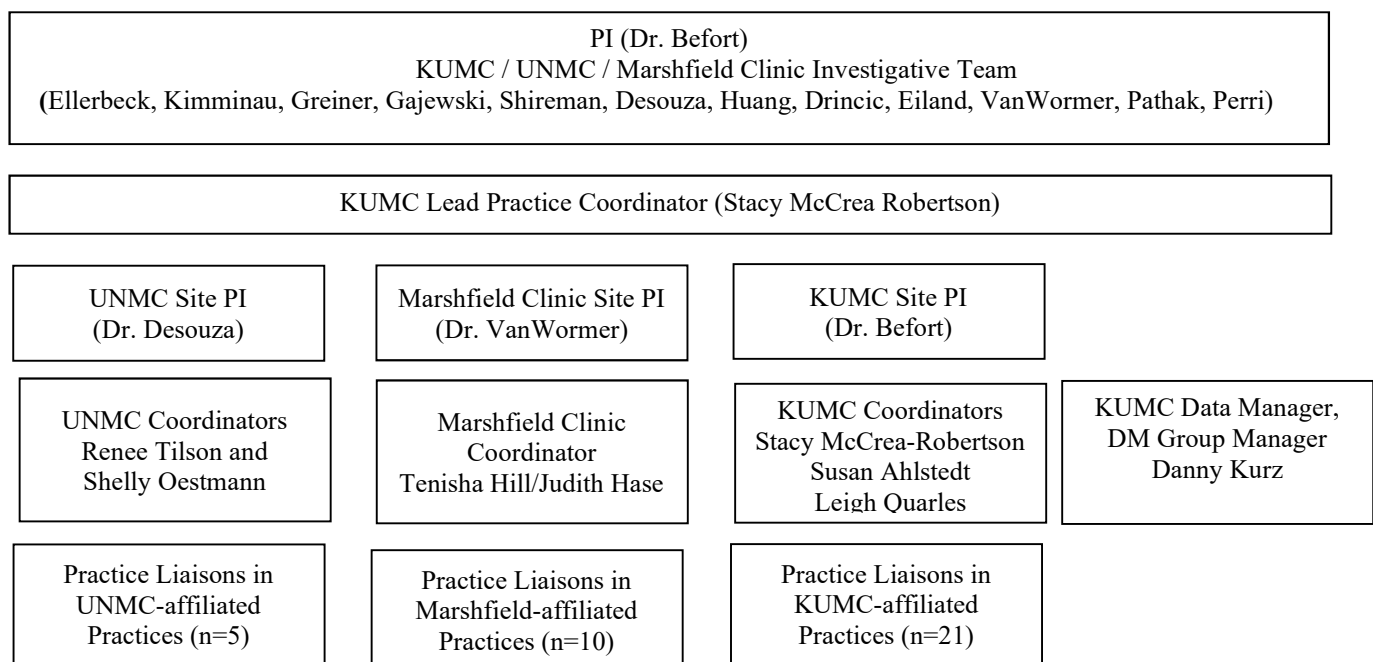 PI (Dr. Befort)
KUMC / UNMC / Marshfield Clinic Investigative Team
(Ellerbeck, Kimminau, Greiner, Gajewski, Shireman, Desouza, Huang, Drincic, Eiland, VanWormer, Pathak, Perri)
KUMC Lead Practice Coordinator (Stacy McCrea Robertson)
UNMC Site PI
(Dr. Desouza)
Marshfield Clinic Site PI
(Dr. VanWormer)
KUMC Site PI
(Dr. Befort)
UNMC Coordinators
Renee Tilson and
Shelly Oestmann
Marshfield Clinic
Coordinator
Tenisha Hill/Judith Hase
KUMC Coordinators
Stacy McCrea-Robertson
Susan Ahlstedt
Leigh Quarles
KUMC Data Manager,
DM Group Manager
Danny Kurz
Practice Liaisons in
UNMC-affiliated
Practices (n=5)
Practice Liaisons in
Marshfield-affiliated
Practices (n=10)
Practice Liaisons in
KUMC-affiliated
Practices (n=21)